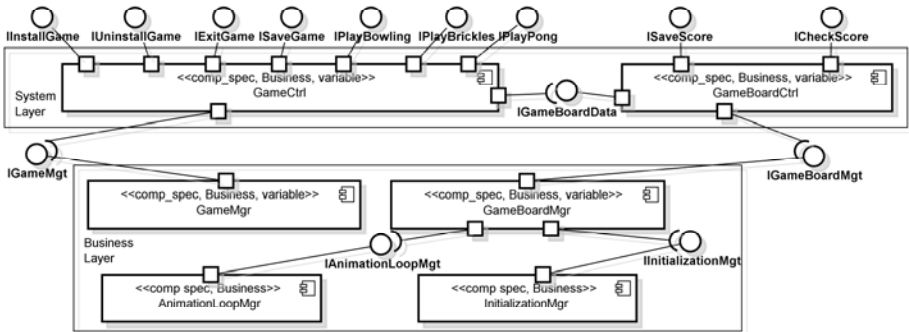 IInstallGame IUninstallGame IExitGame ISaveGame IPlayBowling IPlayBrickles IPlayPong ISaveScore ICheckScore
<<comp_spec, Business, variable>>
GameCtrl
<<comp_spec, Business, variable>>
GameBoardCtrl
System
Layer
IGameBoardData
IGameMgt
IGameBoardMgt
<<comp_spec, Business, variable>>
GameMgr
<<comp_spec, Business, variable>>
GameBoardMgr
Business
Layer
IAnimationLoopMgt
IInitializationMgt
<<comp spec, Business>>
AnimationLoopMgr
<<comp spec, Business>>
InitializationMgr